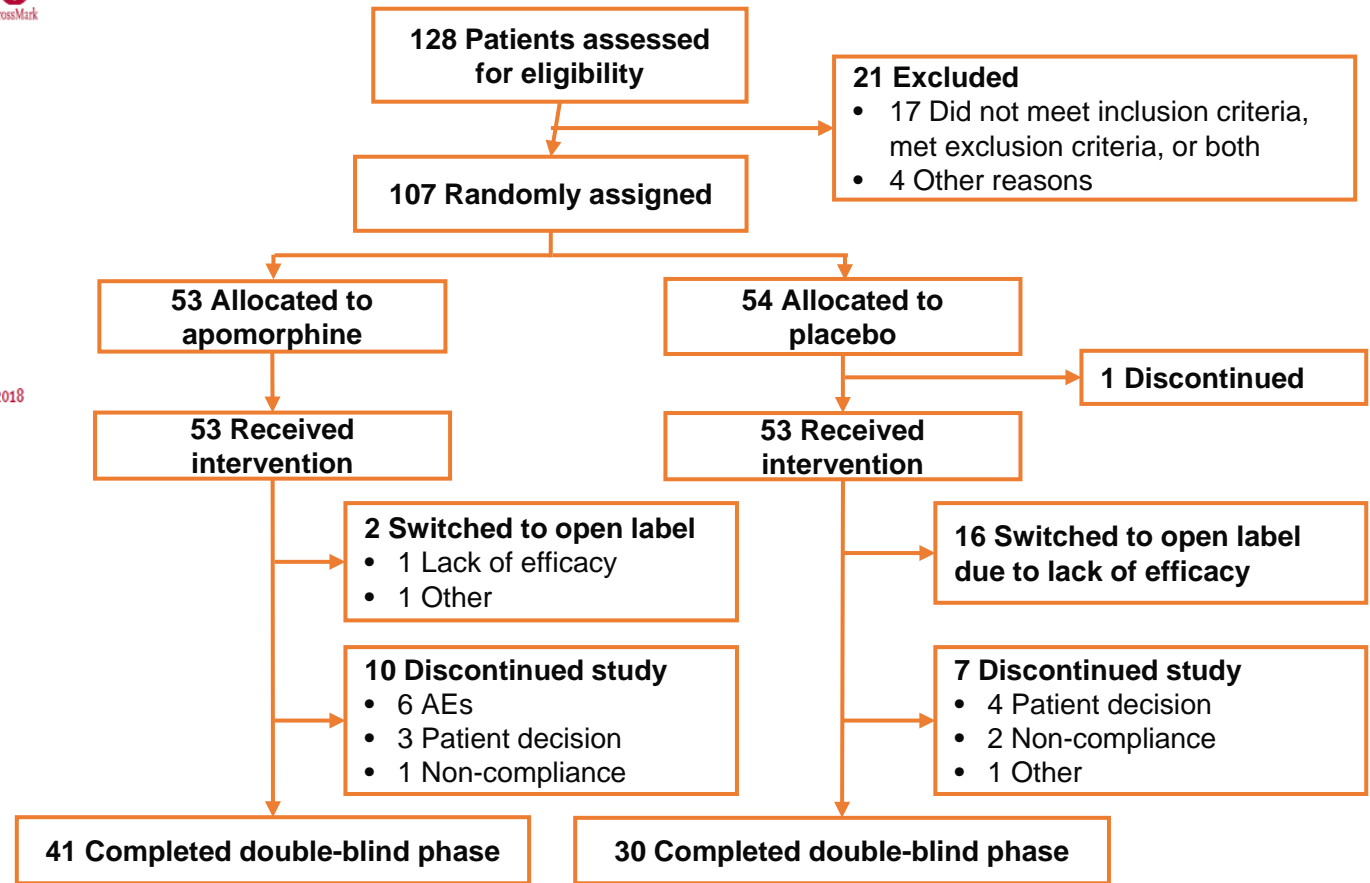 128 Patients assessed
for eligibility
21 Excluded
• 17 Did not meet inclusion criteria,
met exclusion criteria, or both
• 4 Other reasons
107 Randomly assigned
53 Allocated to
apomorphine
54 Allocated to
placebo
1 Discontinued
2018
53 Received
intervention
53 Received
intervention
2 Switched to open label
• 1 Lack of efficacy
• 1 Other
16 Switched to open label
due to lack of efficacy
10 Discontinued study
• 6 AEs
• 3 Patient decision
• 1 Non-compliance
7 Discontinued study
• 4 Patient decision
• 2 Non-compliance
• 1 Other
41 Completed double-blind phase
30 Completed double-blind phase